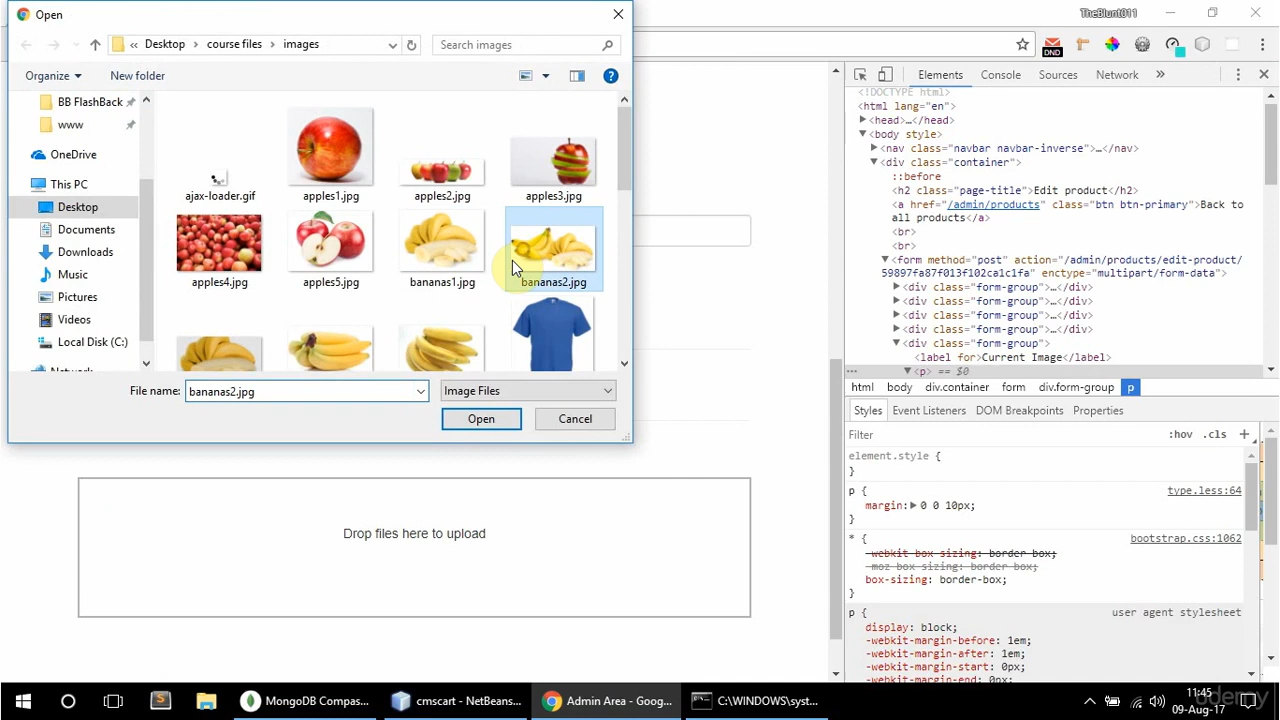 Open
TheBlunt011
« Desktop > course files > images
Search images
DND
Organize
New folder
BB FlashBack
www
OneDrive
This PC
Desktop
Documents
Downloads
Music
Pictures
Videos
Local Disk (C:)
ajax-loader.gif
apples1.jpg
apples2.jpg
apples3.jpg
apples4.jpg
apples5.jpg
bananas1.jpg
bananas2.jpg
File name:
bananas2.jpg
Image Files
Open
Cancel
Drop files here to upload
Elements
Console
Sources
Network
»
<!DOCTYPE html>
<html lang="en">
<head>…</head>
<body style>
<nav class="navbar navbar-inverse">…</nav>
<div class="container">
::before
<h2 class="page-title">Edit product</h2>
<a href="/admin/products" class="btn btn-primary">Back to
all products</a>
<br>
<br>
<form method="post" action="/admin/products/edit-product/
59897fa87f013f102ca1c1fa" enctype="multipart/form-data">
<div class="form-group">…</div>
<div class="form-group">…</div>
<div class="form-group">…</div>
<div class="form-group">…</div>
<div class="form-group">
<label for>Current Image</label>
… <p> == $0
html
body
div.container
form
div.form-group
p
Styles
Event Listeners
DOM Breakpoints
Properties
Filter
:hov .cls +
element.style {
}
p {
type.less:64
margin: 0 0 10px;
}
* {
bootstrap.css:1062
-webkit-box-sizing: border-box;
-moz-box-sizing: border-box;
box-sizing: border-box;
}
p {
user agent stylesheet
display: block;
-webkit-margin-before: 1em;
-webkit-margin-after: 1em;
-webkit-margin-start: 0px;
MongoDB Compas...
cmscart - NetBeans...
Admin Area - Goog...
C:\WINDOWS\syst...
11:45
09-Aug-17
udemy